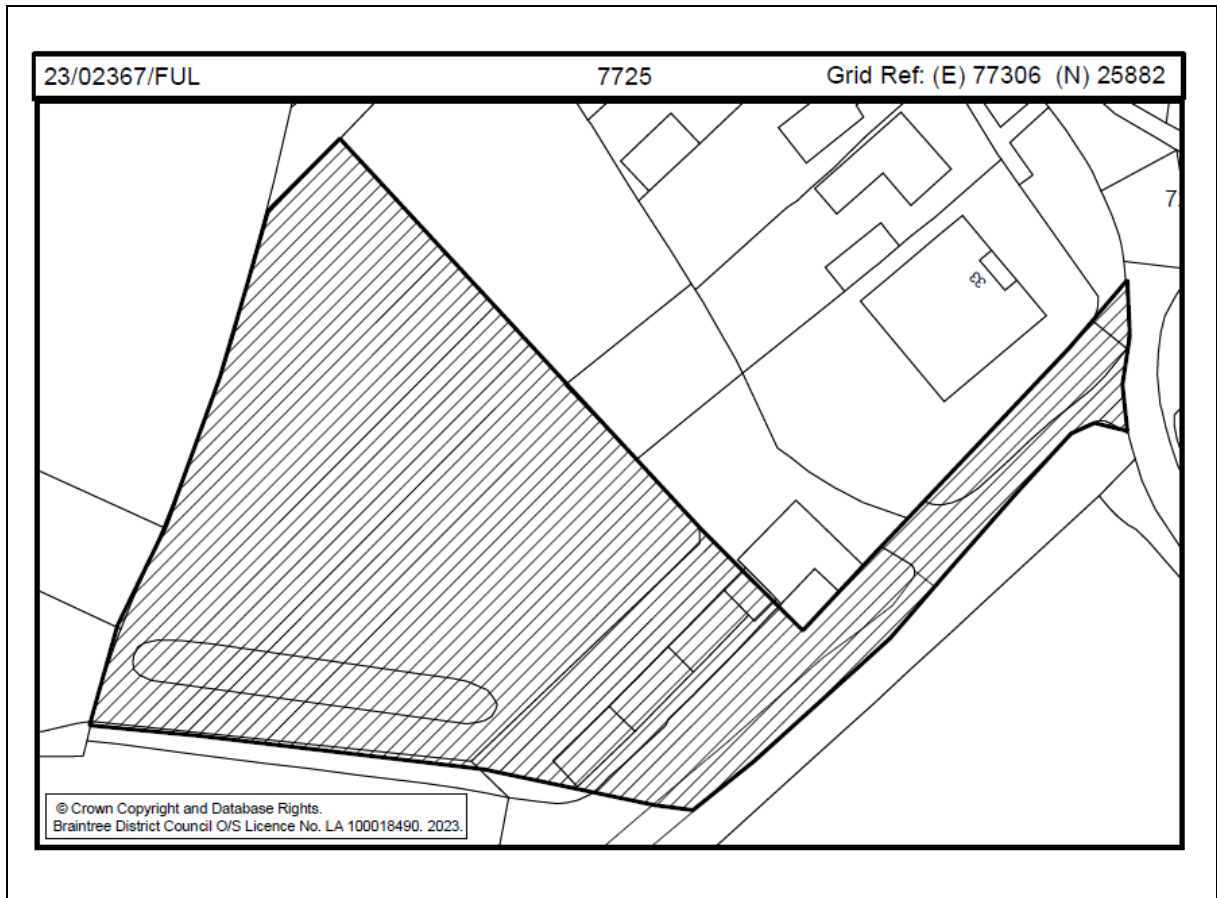 23/02367/FUL 7725 Grid Ref: (E) 77306 (N) 25882
33
© Crown Copyright and Database Rights.
Braintree District Council O/S Licence No. LA 100018490. 2023.